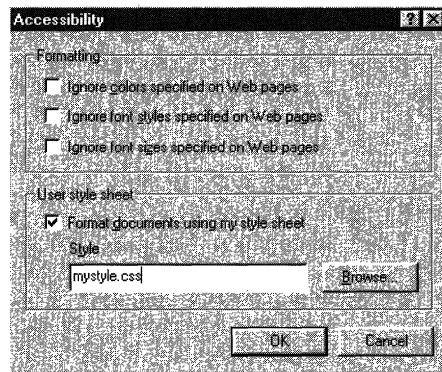 Accessibility
Formatting
Ignore colors specified on Web pages
Ignore font styles specified on Web pages
Ignore font sizes specified on Web pages
User style sheet
Format documents using my style sheet
Style
mystyle.css
Browse...
OK Cancel